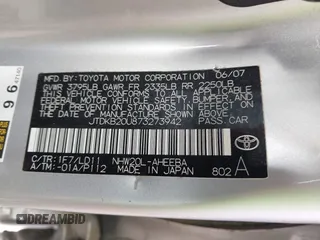 MFD. BY: TOYOTA MOTOR CORPORATION 06/07
GVWR 3795LB GAWR FR 2335LB RR 2250LB
THIS VEHICLE CONFORMS TO ALL APPLICABLE
FEDERAL MOTOR VEHICLE SAFETY, BUMPER, AND
THEFT PREVENTION STANDARDS IN EFFECT ON
THE DATE OF MANUFACTURE SHOWN ABOVE.
JTDKB20U873273942 PASS.CAR
C/TR: 1F7/LD11 NHW20L-AHEEBA
A/TM: -01A/P112 MADE IN JAPAN 802
A
TOYOTA
96
DREAMBID